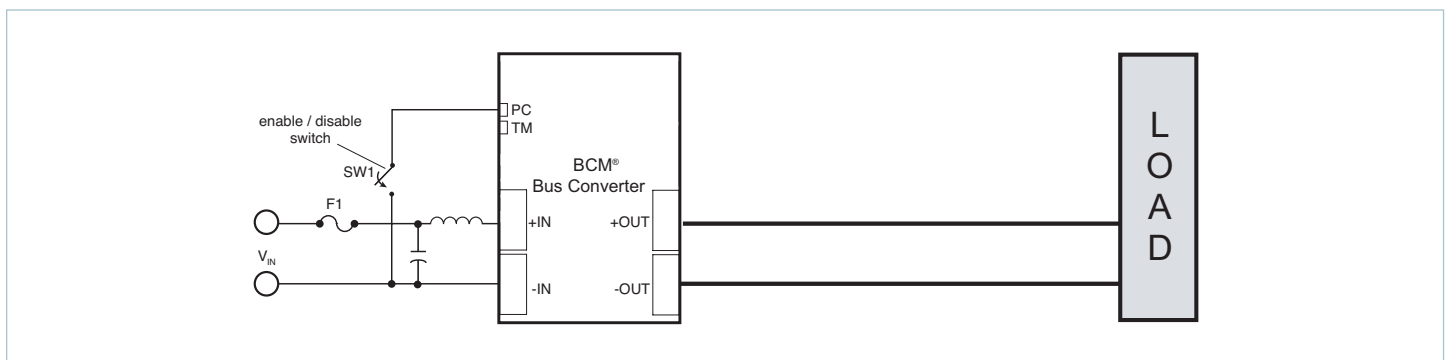 enable / disable
switch
SW1
F1
VIN
PC
TM
BCM®
Bus Converter
+IN
+OUT
-IN
-OUT
L
O
A
D